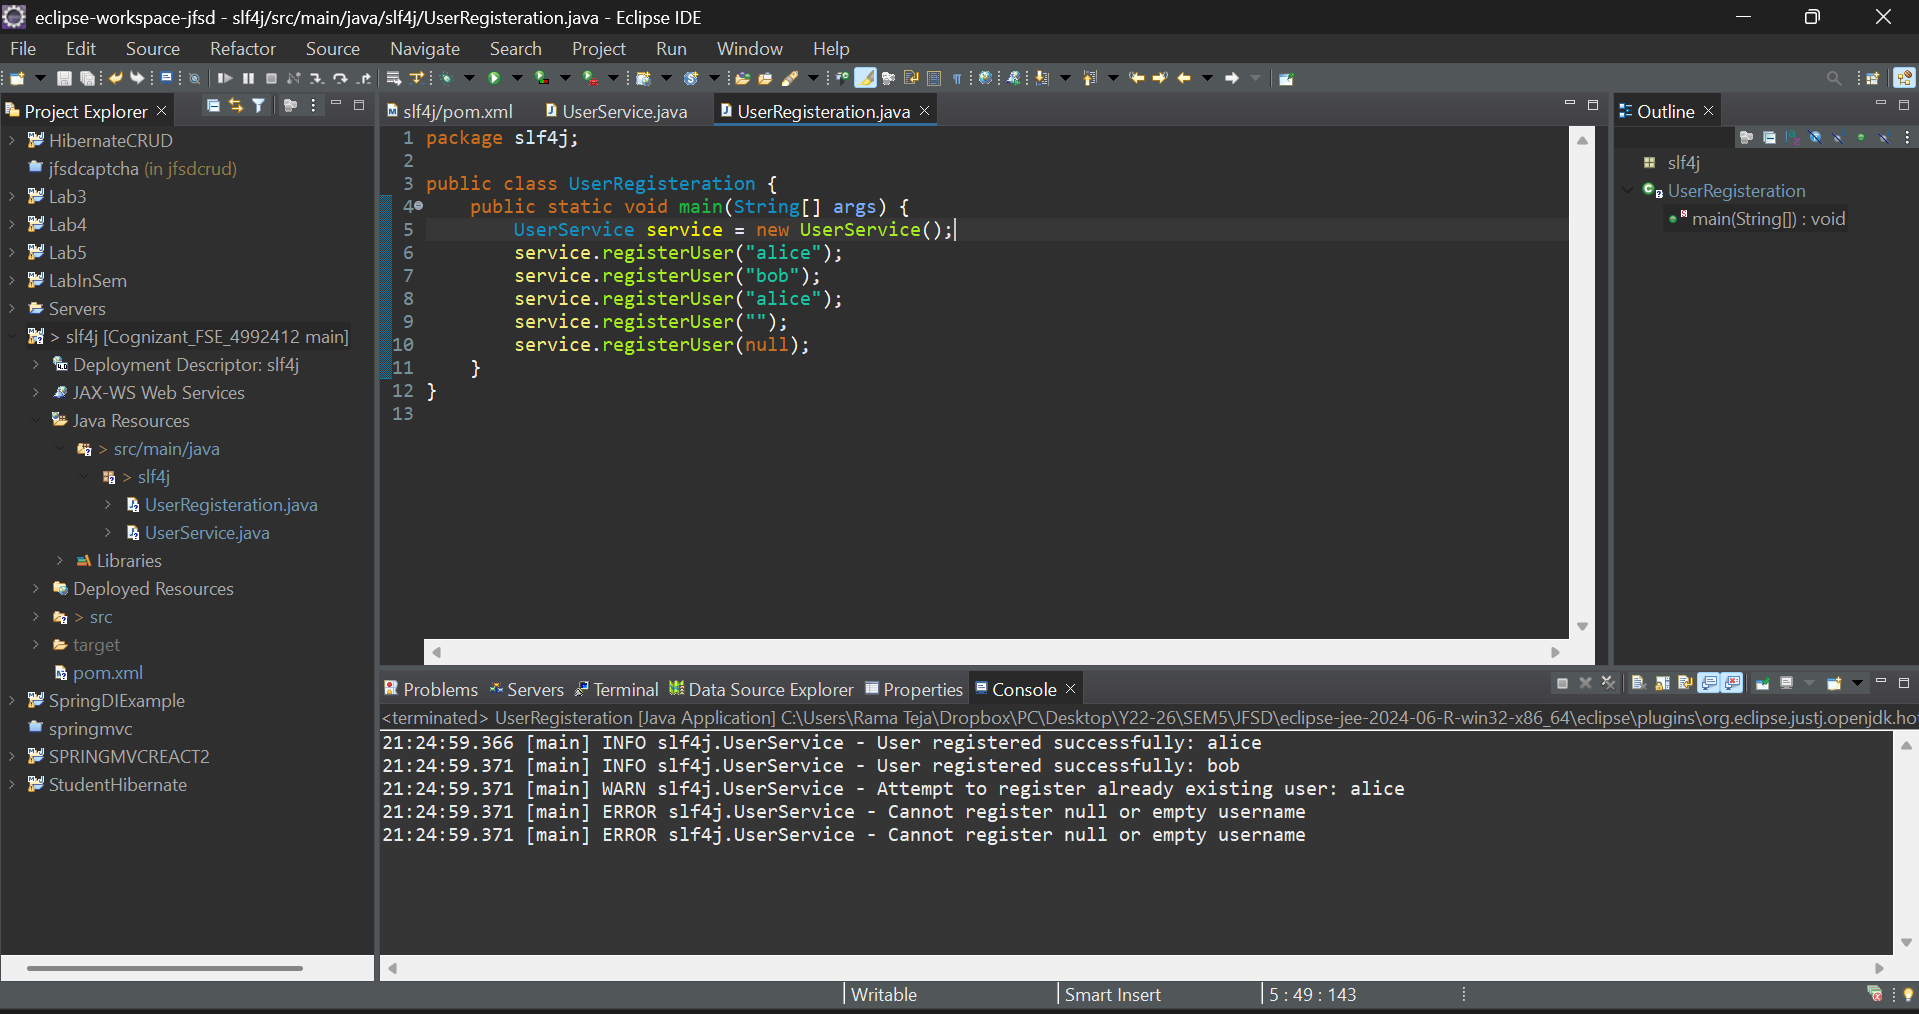 eclipse-workspace-jfsd - slf4j/src/main/java/slf4j/UserRegisteration.java - Eclipse IDE
File Edit Source Refactor Source Navigate Search Project Run Window Help
Project Explorer
HibernateCRUD
jfsdcaptcha (in jfsdcrud)
Lab3
Lab4
Lab5
LabInSem
Servers
> slf4j [Cognizant_FSE_4992412 main]
Deployment Descriptor: slf4j
JAX-WS Web Services
Java Resources
> src/main/java
> slf4j
UserRegisteration.java
UserService.java
Libraries
Deployed Resources
> src
target
pom.xml
SpringDIExample
springmvc
SPRINGMVCREACT2
StudentHibernate
slf4j/pom.xml UserService.java UserRegisteration.java
1 package slf4j;
2
3 public class UserRegisteration {
4 public static void main(String[] args) {
5 UserService service = new UserService();
6 service.registerUser("alice");
7 service.registerUser("bob");
8 service.registerUser("alice");
9 service.registerUser("");
10 service.registerUser(null);
11 }
12 }
13
Outline
slf4j
UserRegisteration
main(String[]) : void
Problems Servers Terminal Data Source Explorer Properties Console
<terminated> UserRegisteration [Java Application] C:\Users\Rama Teja\Dropbox\PC\Desktop\Y22-26\SEM5\JFSD\eclipse-jee-2024-06-R-win32-x86_64\eclipse\plugins\org.eclipse.justj.openjdk.ho
21:24:59.366 [main] INFO slf4j.UserService - User registered successfully: alice
21:24:59.371 [main] INFO slf4j.UserService - User registered successfully: bob
21:24:59.371 [main] WARN slf4j.UserService - Attempt to register already existing user: alice
21:24:59.371 [main] ERROR slf4j.UserService - Cannot register null or empty username
21:24:59.371 [main] ERROR slf4j.UserService - Cannot register null or empty username
Writable Smart Insert 5 : 49 : 143